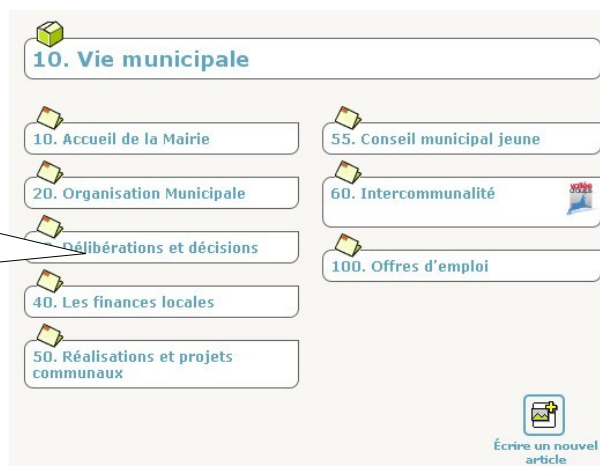 10. Vie municipale
10. Accueil de la Mairie
20. Organisation Municipale
Délibérations et décisions
40. Les finances locales
50. Réalisations et projets
communaux
55. Conseil municipal jeune
60. Intercommunalité
100. Offres d'emploi
Écrire un nouvel
article